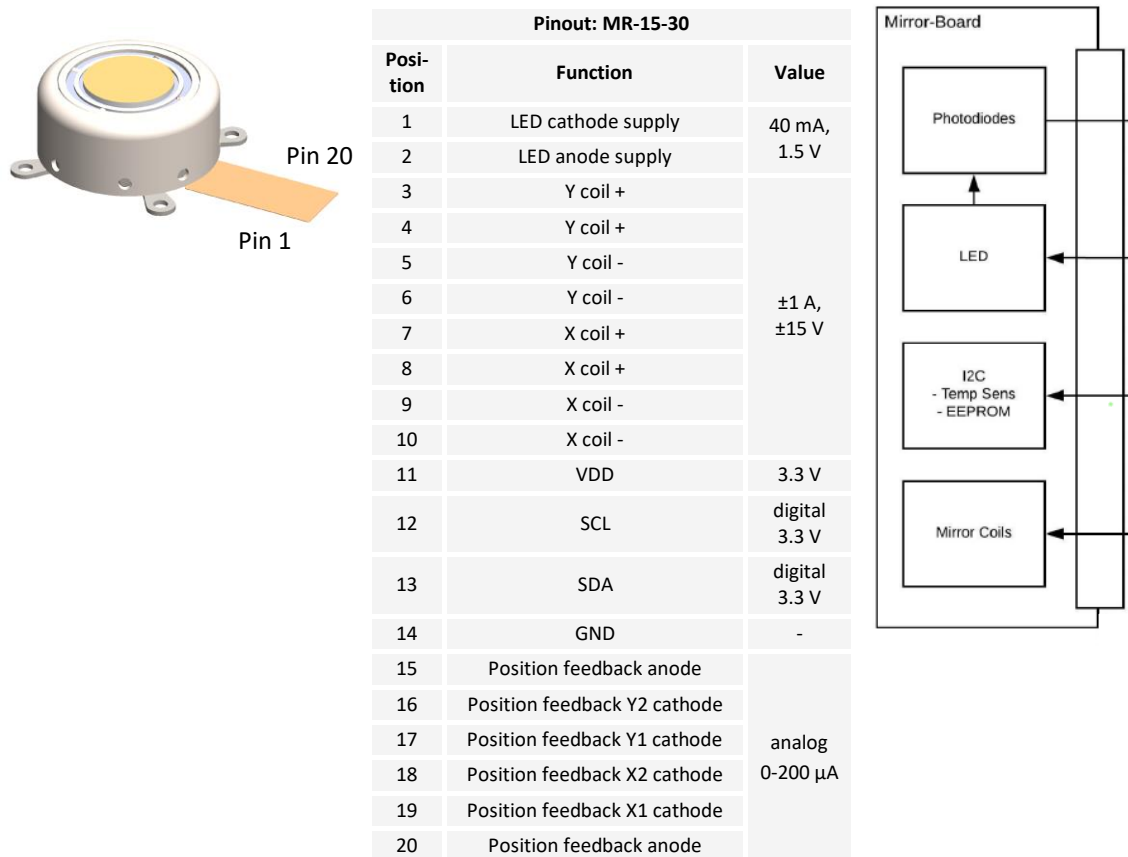 Pin 20
Pin 1
Pinout: MR-15-30
Posi-
tion
Function
Value
1 LED cathode supply
2 LED anode supply
40 mA,
1.5 V
3 Y coil +
4 Y coil +
5 Y coil -
6 Y coil -
7 X coil +
8 X coil +
9 X coil -
10 X coil -
±1 A,
±15 V
11 VDD 3.3 V
12 SCL
digital
3.3 V
13 SDA
digital
3.3 V
14 GND -
15 Position feedback anode
16 Position feedback Y2 cathode
17 Position feedback Y1 cathode
18 Position feedback X2 cathode
19 Position feedback X1 cathode
20 Position feedback anode
analog
0-200 µA
Mirror-Board
Photodiodes
LED
I2C
- Temp Sens
- EEPROM
Mirror Coils